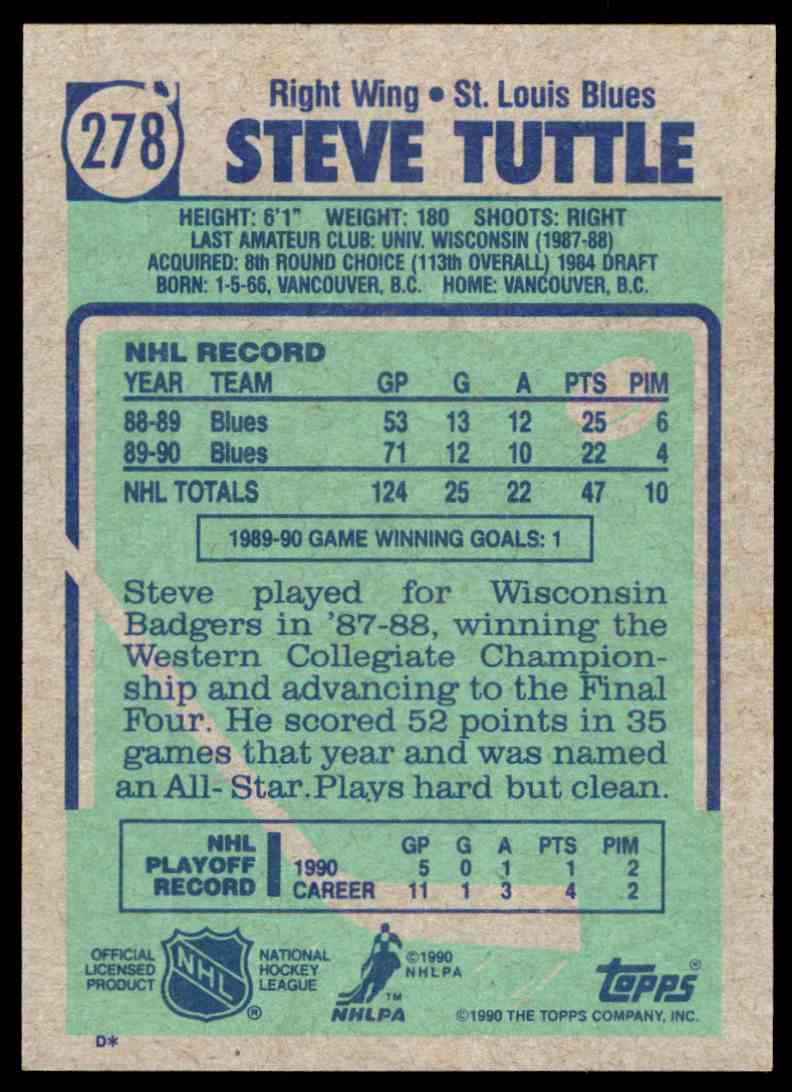 278
Right Wing • St. Louis Blues
STEVE TUTTLE
HEIGHT: 6'1" WEIGHT: 180 SHOOTS: RIGHT
LAST AMATEUR CLUB: UNIV. WISCONSIN (1987-88)
ACQUIRED: 8th ROUND CHOICE (113th OVERALL) 1984 DRAFT
BORN: 1-5-66, VANCOUVER, B.C. HOME: VANCOUVER, B.C.
NHL RECORD
YEAR TEAM GP G A PTS PIM
88-89 Blues 53 13 12 25 6
89-90 Blues 71 12 10 22 4
NHL TOTALS 124 25 22 47 10
1989-90 GAME WINNING GOALS: 1
Steve played for Wisconsin
Badgers in '87-88, winning the
Western Collegiate Champion-
ship and advancing to the Final
Four. He scored 52 points in 35
games that year and was named
an All- Star.Plays hard but clean.
NHL PLAYOFF RECORD
GP G A PTS PIM
1990 5 0 1 1 2
CAREER 11 1 3 4 2
OFFICIAL
LICENSED
PRODUCT
NHL
®
NATIONAL
HOCKEY
LEAGUE
TM
NHLPA
©1990
NHLPA
topps®
©1990 THE TOPPS COMPANY, INC.
D*